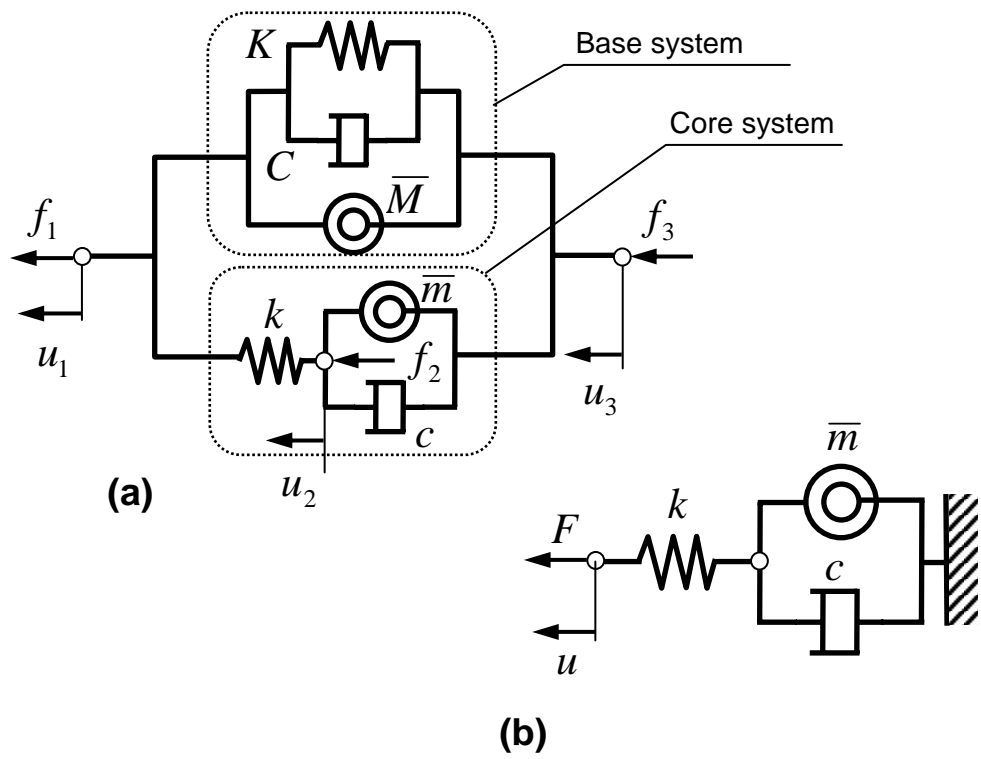 K
Base system
Core system
C
M̅
f₁
f₃
m̅
k
u₁
f₂
u₃
c
u₂
m̅
(a)
k
F
c
u
(b)